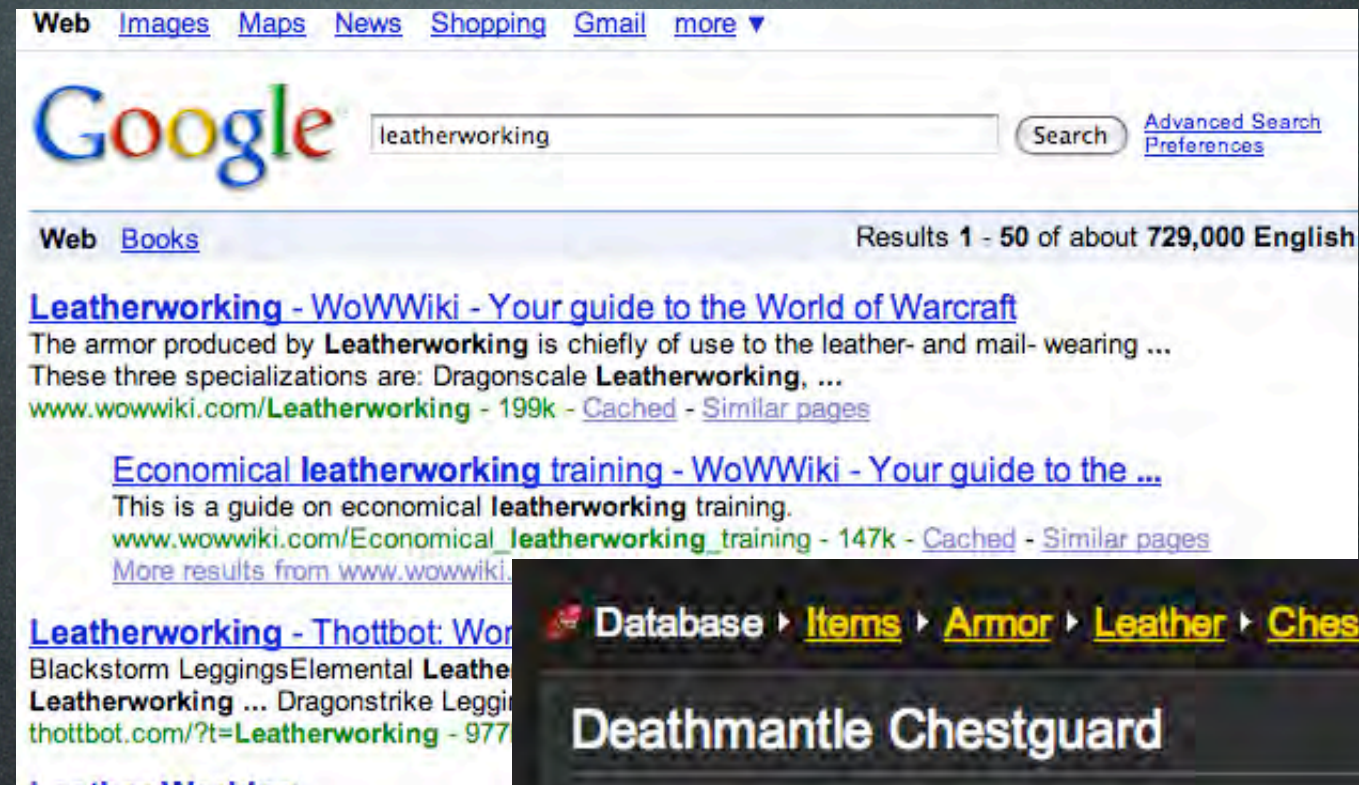 Web Images Maps News Shopping Gmail more ▼
Google leatherworking Search Advanced Search
Preferences
Web Books Results 1 - 50 of about 729,000 English
Leatherworking - WoWWiki - Your guide to the World of Warcraft
The armor produced by Leatherworking is chiefly of use to the leather- and mail- wearing ...
These three specializations are: Dragonscale Leatherworking, ...
www.wowwiki.com/Leatherworking - 199k - Cached - Similar pages
Economical leatherworking training - WoWWiki - Your guide to the ...
This is a guide on economical leatherworking training.
www.wowwiki.com/Economical_leatherworking_training - 147k - Cached - Similar pages
More results from www.wowwiki.
Leatherworking - Thottbot: Wor
Blackstorm LeggingsElemental Leathe
Leatherworking ... Dragonstrike Leggi
thottbot.com/?t=Leatherworking - 977
Database ‣ Items ‣ Armor ‣ Leather ‣ Ches
Deathmantle Chestguard